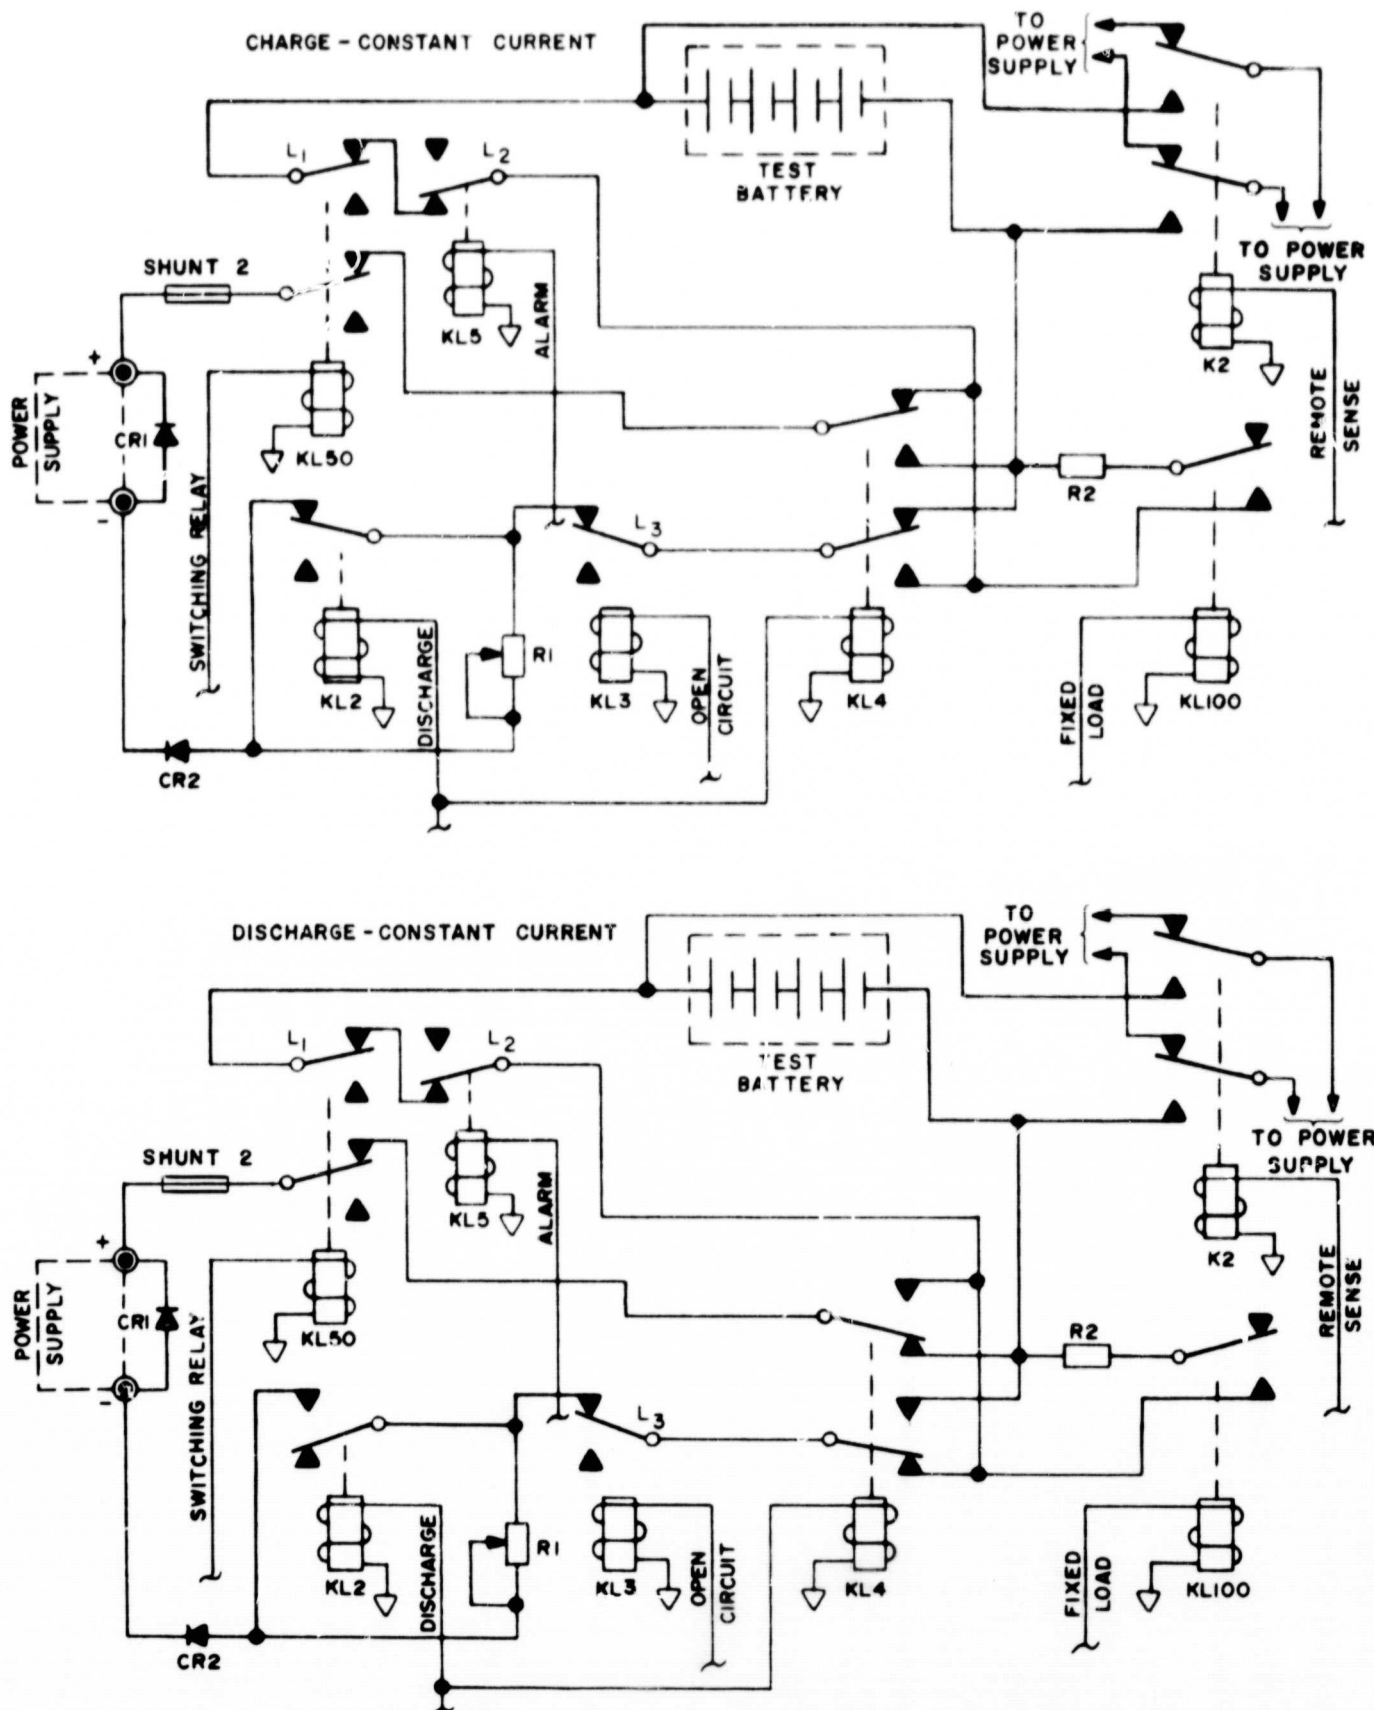 CHARGE - CONSTANT CURRENT
TO
POWER
SUPPLY
L1
L2
TEST
BATTERY
TO POWER
SUPPLY
SHUNT 2
KL5
ALARM
K2
REMOTE
SENSE
+
POWER
SUPPLY
CR1
-
KL50
SWITCHING RELAY
R2
L3
KL2
DISCHARGE
R1
KL3
OPEN
CIRCUIT
KL4
FIXED
LOAD
KL100
CR2
DISCHARGE - CONSTANT CURRENT
TO
POWER
SUPPLY
L1
L2
TEST
BATTERY
TO POWER
SUPPLY
SHUNT 2
KL5
ALARM
K2
REMOTE
SENSE
+
POWER
SUPPLY
CR1
-
KL50
SWITCHING RELAY
R2
L3
KL2
DISCHARGE
R1
KL3
OPEN
CIRCUIT
KL4
FIXED
LOAD
KL100
CR2